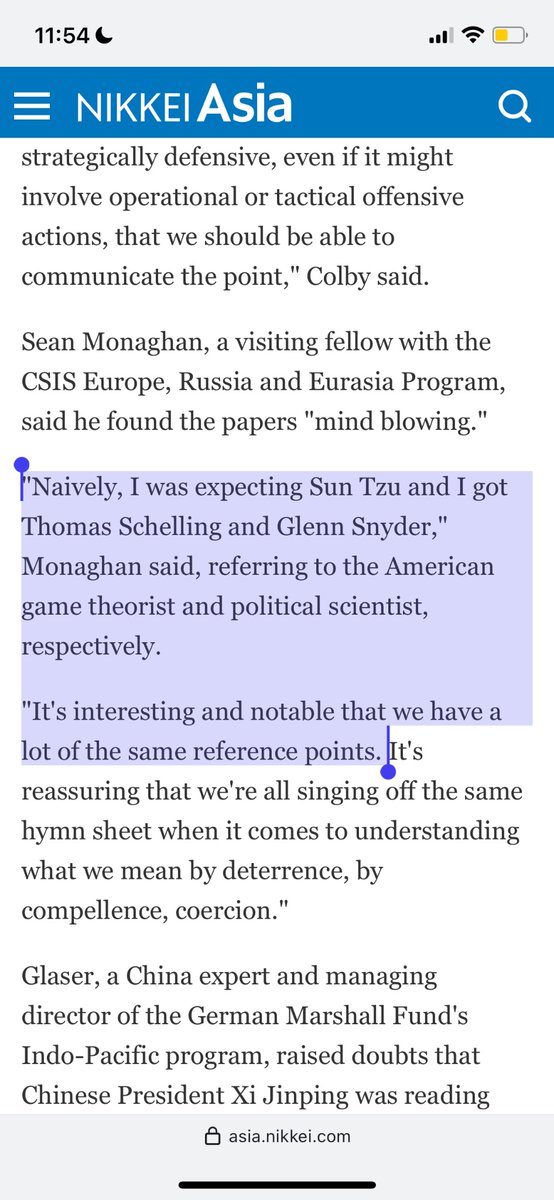 11:54
NIKKEI Asia
strategically defensive, even if it might
involve operational or tactical offensive
actions, that we should be able to
communicate the point," Colby said.
Sean Monaghan, a visiting fellow with the
CSIS Europe, Russia and Eurasia Program,
said he found the papers "mind blowing."
"Naively, I was expecting Sun Tzu and I got
Thomas Schelling and Glenn Snyder,"
Monaghan said, referring to the American
game theorist and political scientist,
respectively.
"It's interesting and notable that we have a
lot of the same reference points. It's
reassuring that we're all singing off the same
hymn sheet when it comes to understanding
what we mean by deterrence, by
compellence, coercion."
Glaser, a China expert and managing
director of the German Marshall Fund's
Indo-Pacific program, raised doubts that
Chinese President Xi Jinping was reading
asia.nikkei.com